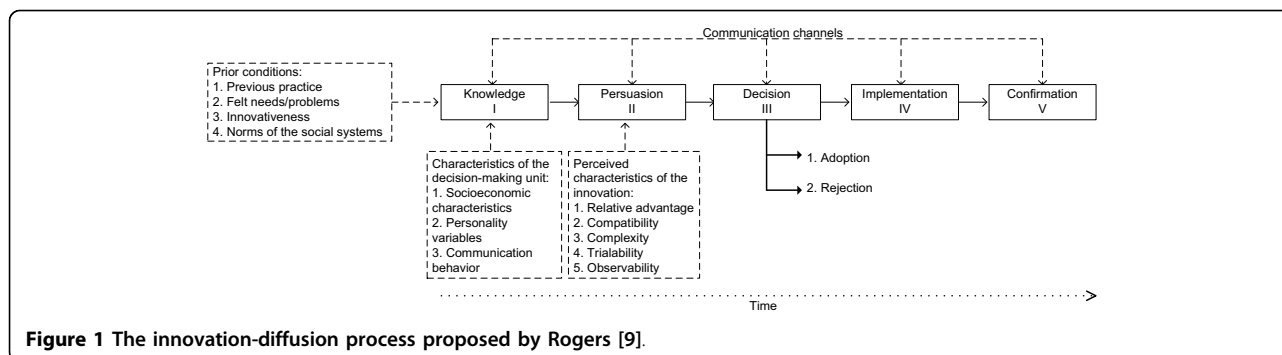 Communication channels
Prior conditions:
1. Previous practice
2. Felt needs/problems
3. Innovativeness
4. Norms of the social systems
Knowledge
I
Persuasion
II
Decision
III
Implementation
IV
Confirmation
V
Characteristics of the
decision-making unit:
1. Socioeconomic
characteristics
2. Personality
variables
3. Communication
behavior
Perceived
characteristics of the
innovation:
1. Relative advantage
2. Compatibility
3. Complexity
4. Trialability
5. Observability
1. Adoption
2. Rejection
Time
Figure 1 The innovation-diffusion process proposed by Rogers [9].